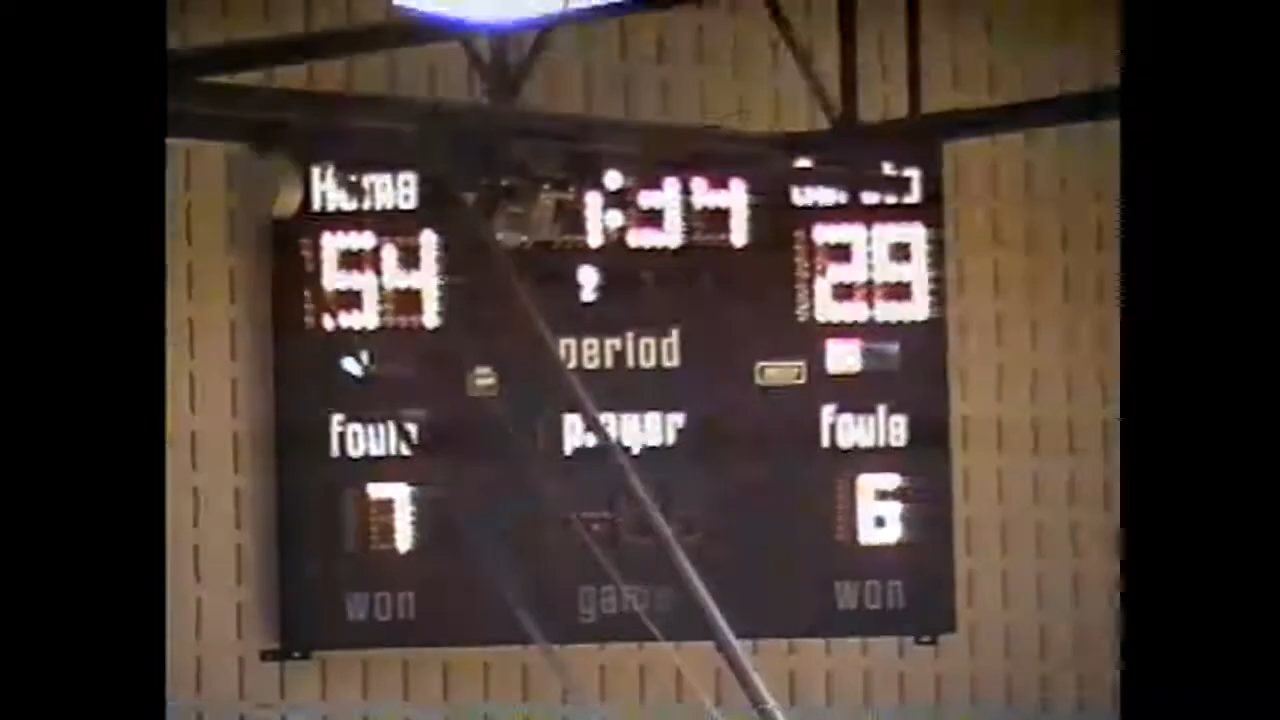 Home 1:34
54 29
2
period
fouls player fouls
7 6
won game won